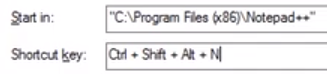 Start in: "C:\Program Files (x86)\Notepad++"
Shortcut key: Ctrl + Shift + Alt + N